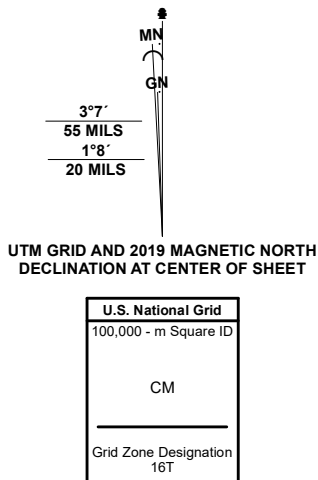 MN
GN
3°7´
55 MILS
1°8´
20 MILS
UTM GRID AND 2019 MAGNETIC NORTH
DECLINATION AT CENTER OF SHEET
U.S. National Grid
100,000 - m Square ID
CM
Grid Zone Designation
16T